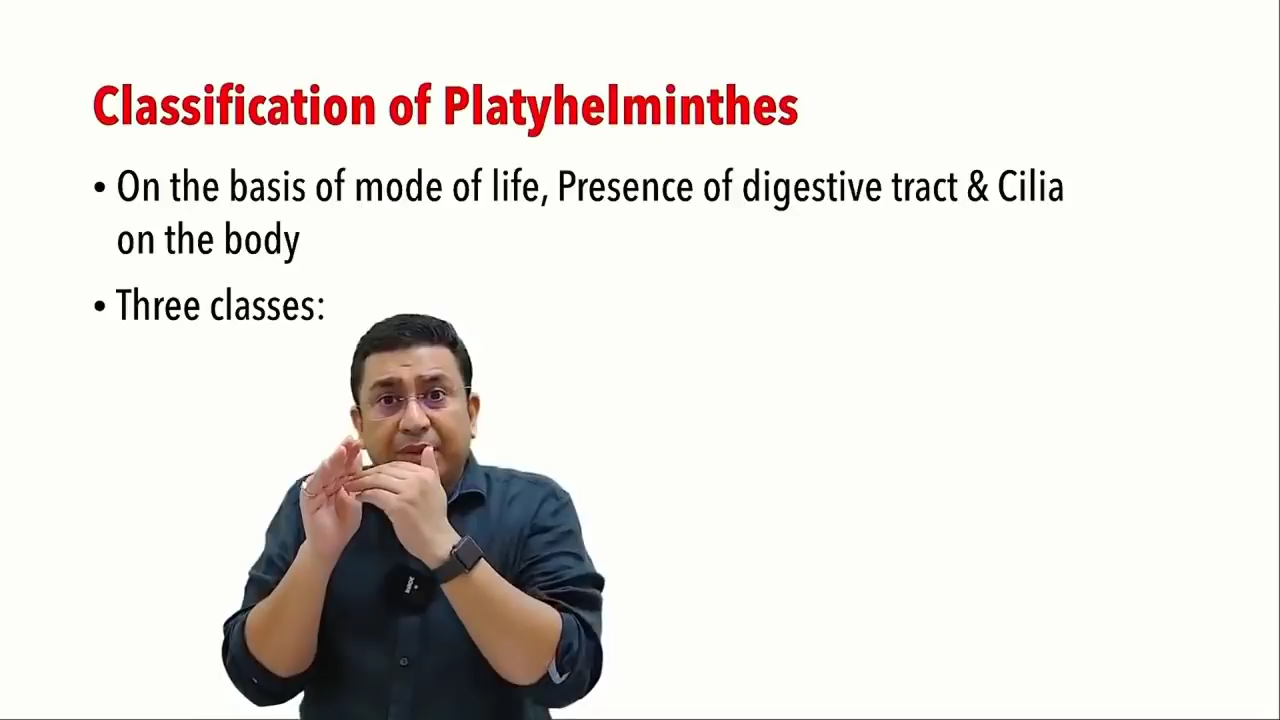 Classification of Platyhelminthes
• On the basis of mode of life, Presence of digestive tract & Cilia
on the body
• Three classes: